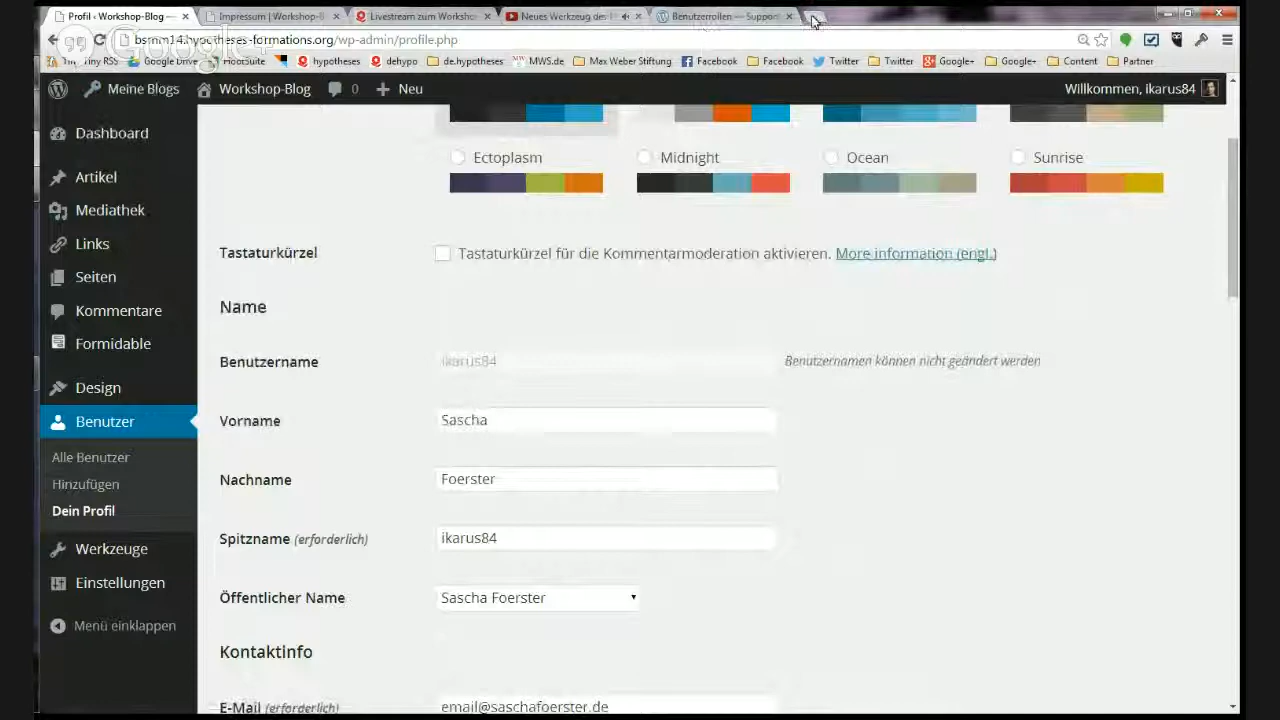 Profil ‹ Workshop-Blog —
Impressum | Workshop-B
Livestream zum Worksho
Neues Werkzeug des
Benutzerrollen — Support
bsmm14.hypotheses-formations.org/wp-admin/profile.php
Google+
Tiny RSS
Google Drive
HootSuite
hypotheses
dehypo
de.hypotheses
MWS.de
Max Weber Stiftung
Facebook
Facebook
Twitter
Twitter
Google+
Google+
Content
Partner
Meine Blogs
Workshop-Blog
0
Neu
Willkommen, ikarus84
Dashboard
Artikel
Mediathek
Links
Seiten
Kommentare
Formidable
Design
Benutzer
Alle Benutzer
Hinzufügen
Dein Profil
Werkzeuge
Einstellungen
Menü einklappen
Ectoplasm
Midnight
Ocean
Sunrise
Tastaturkürzel
Tastaturkürzel für die Kommentarmoderation aktivieren. More information (engl.)
Name
Benutzername
ikarus84
Benutzernamen können nicht geändert werden
Vorname
Sascha
Nachname
Foerster
Spitzname (erforderlich)
ikarus84
Öffentlicher Name
Sascha Foerster
Kontaktinfo
E-Mail (erforderlich)
email@saschafoerster.de